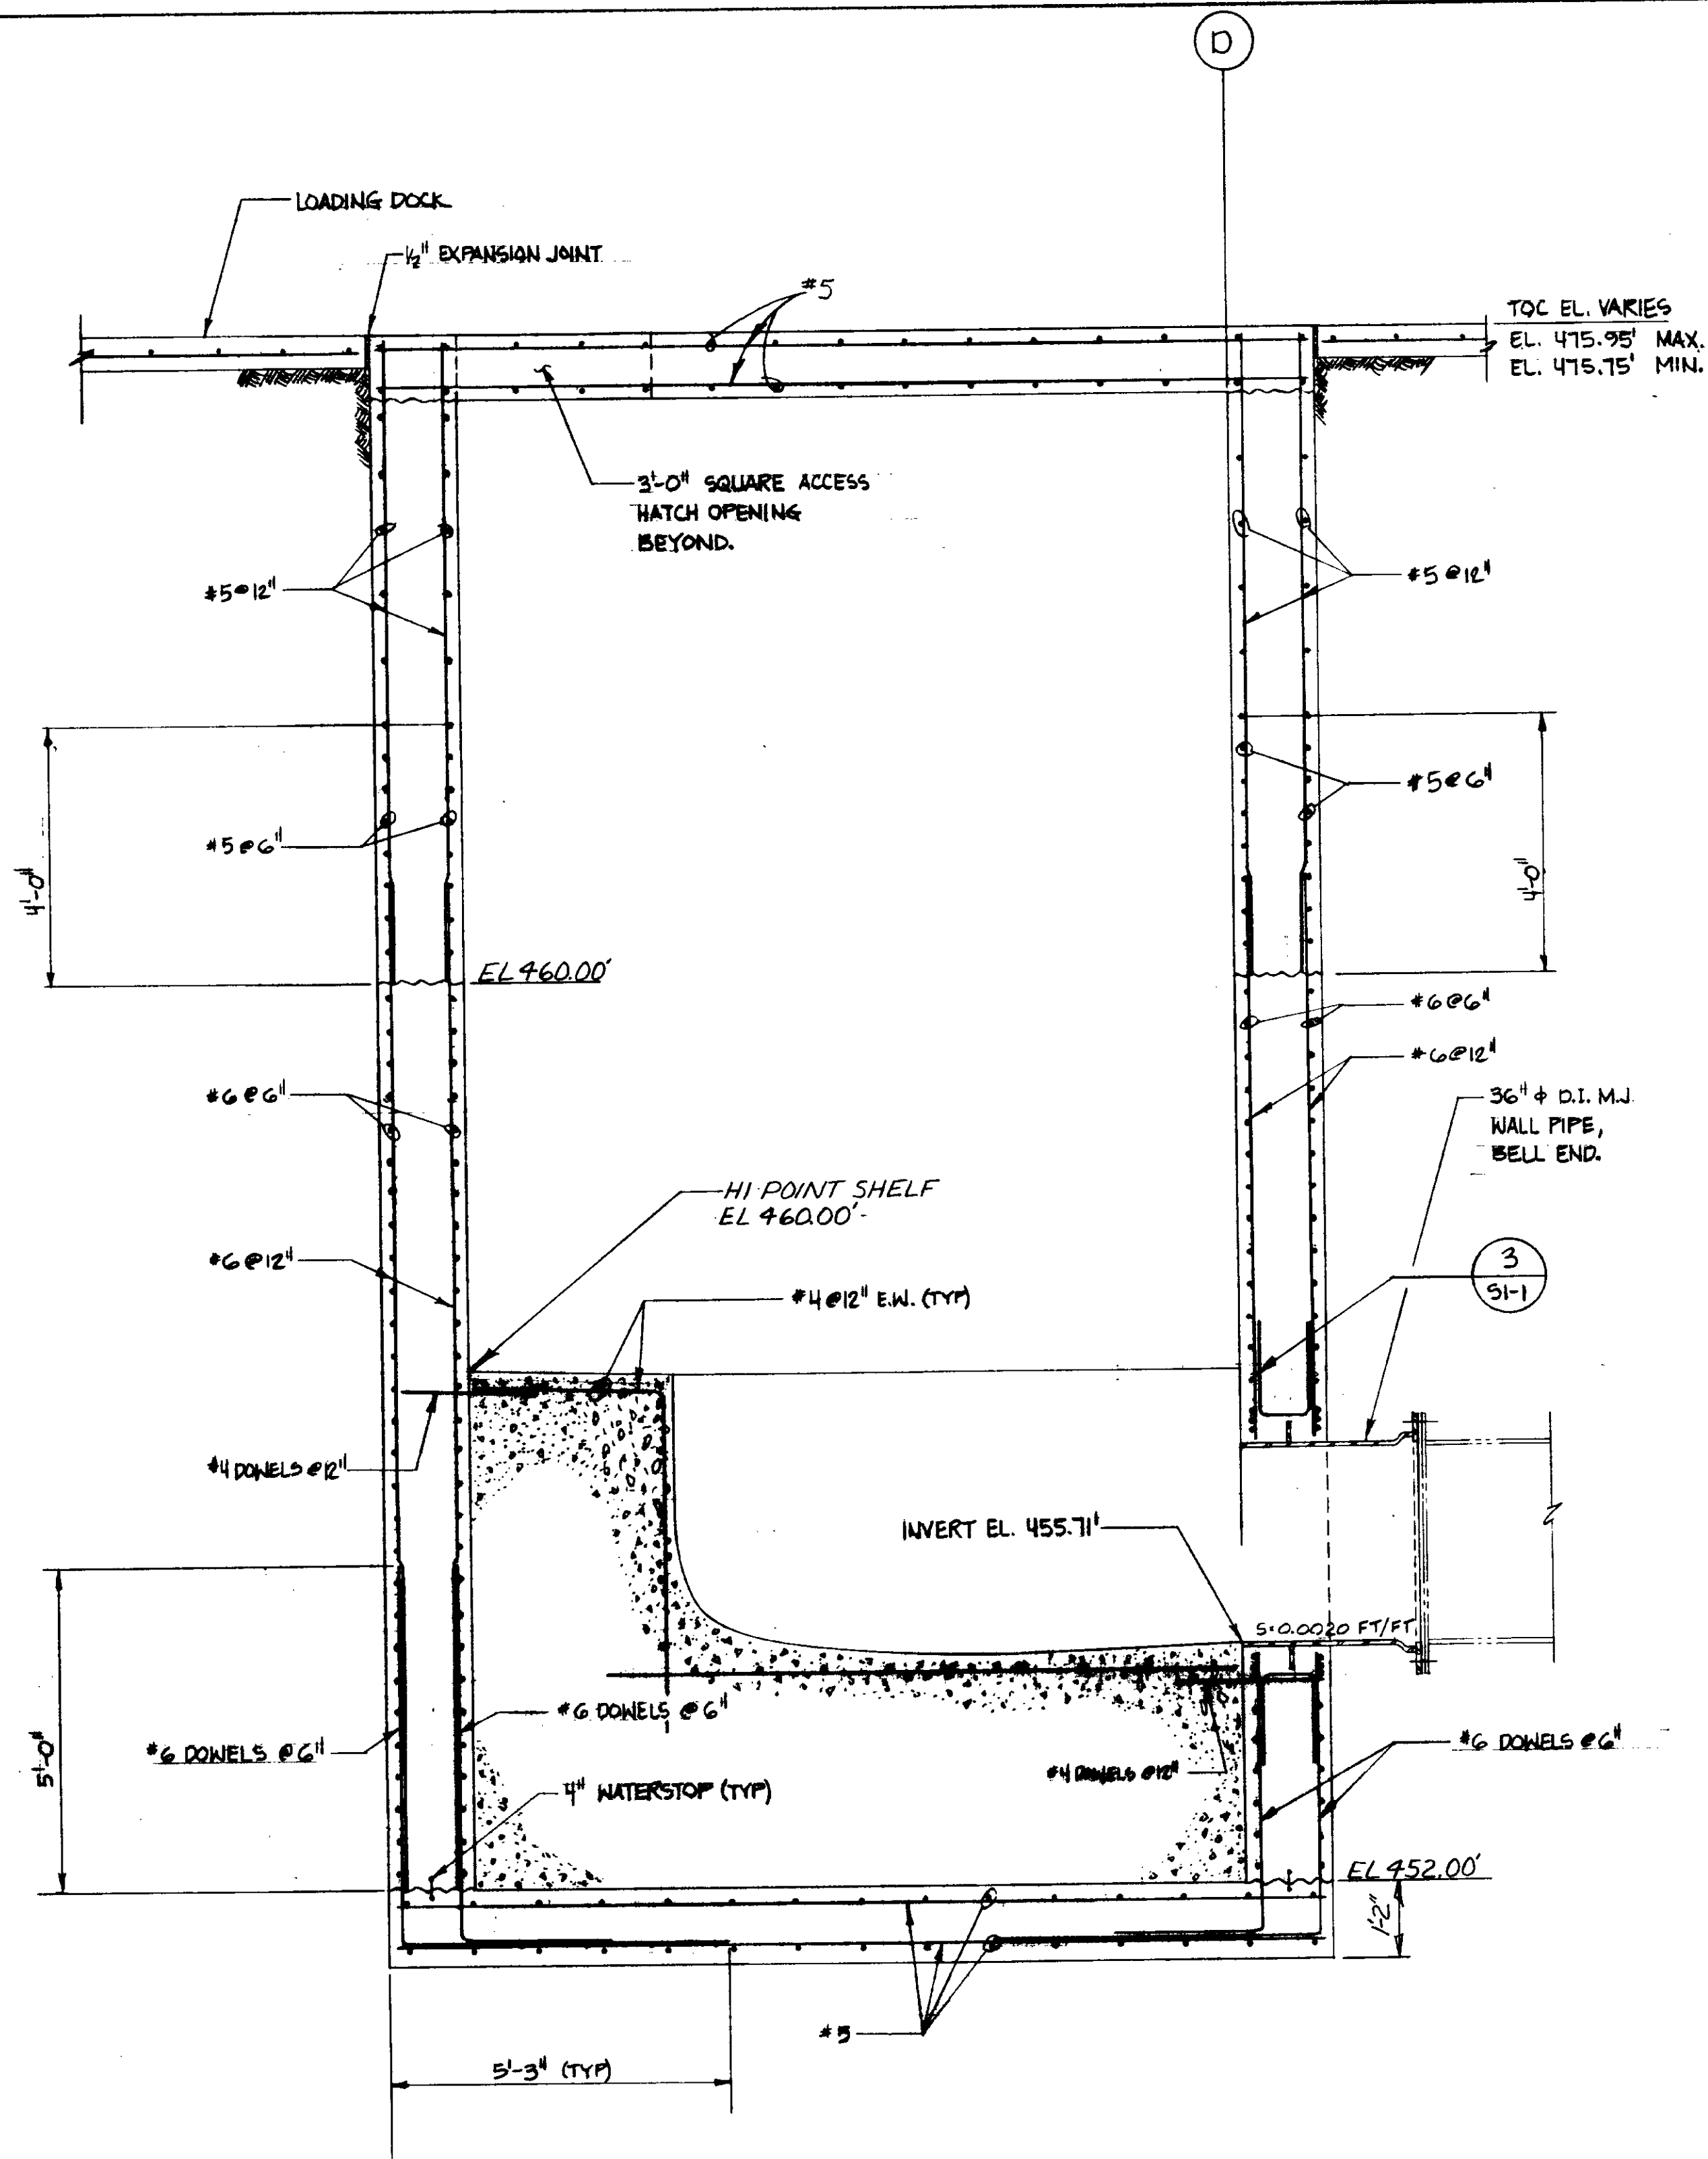 D
LOADING DOCK
1/2" EXPANSION JOINT
#5
TOC EL. VARIES
EL. 475.95' MAX.
EL. 475.75' MIN.
3'-0" SQUARE ACCESS
HATCH OPENING
BEYOND.
#5@12"
#5@12"
#5@6"
#5@6"
4'-0"
4'-0"
EL 460.00'
#6@6"
#6@12"
#6@6"
36" ϕ D.I. M.J.
WALL PIPE,
BELL END.
HI POINT SHELF
EL 460.00'
#6@12"
3
S1-1
#4@12" E.W. (TYP)
#4 DOWELS @12"
INVERT EL. 455.71'
S=0.0020 FT/FT
#6 DOWELS @6"
#6 DOWELS @6"
#6 DOWELS @6"
5'-0"
#4 DOWELS @12"
4" WATERSTOP (TYP)
EL 452.00'
1'-2"
#5
5'-3" (TYP)